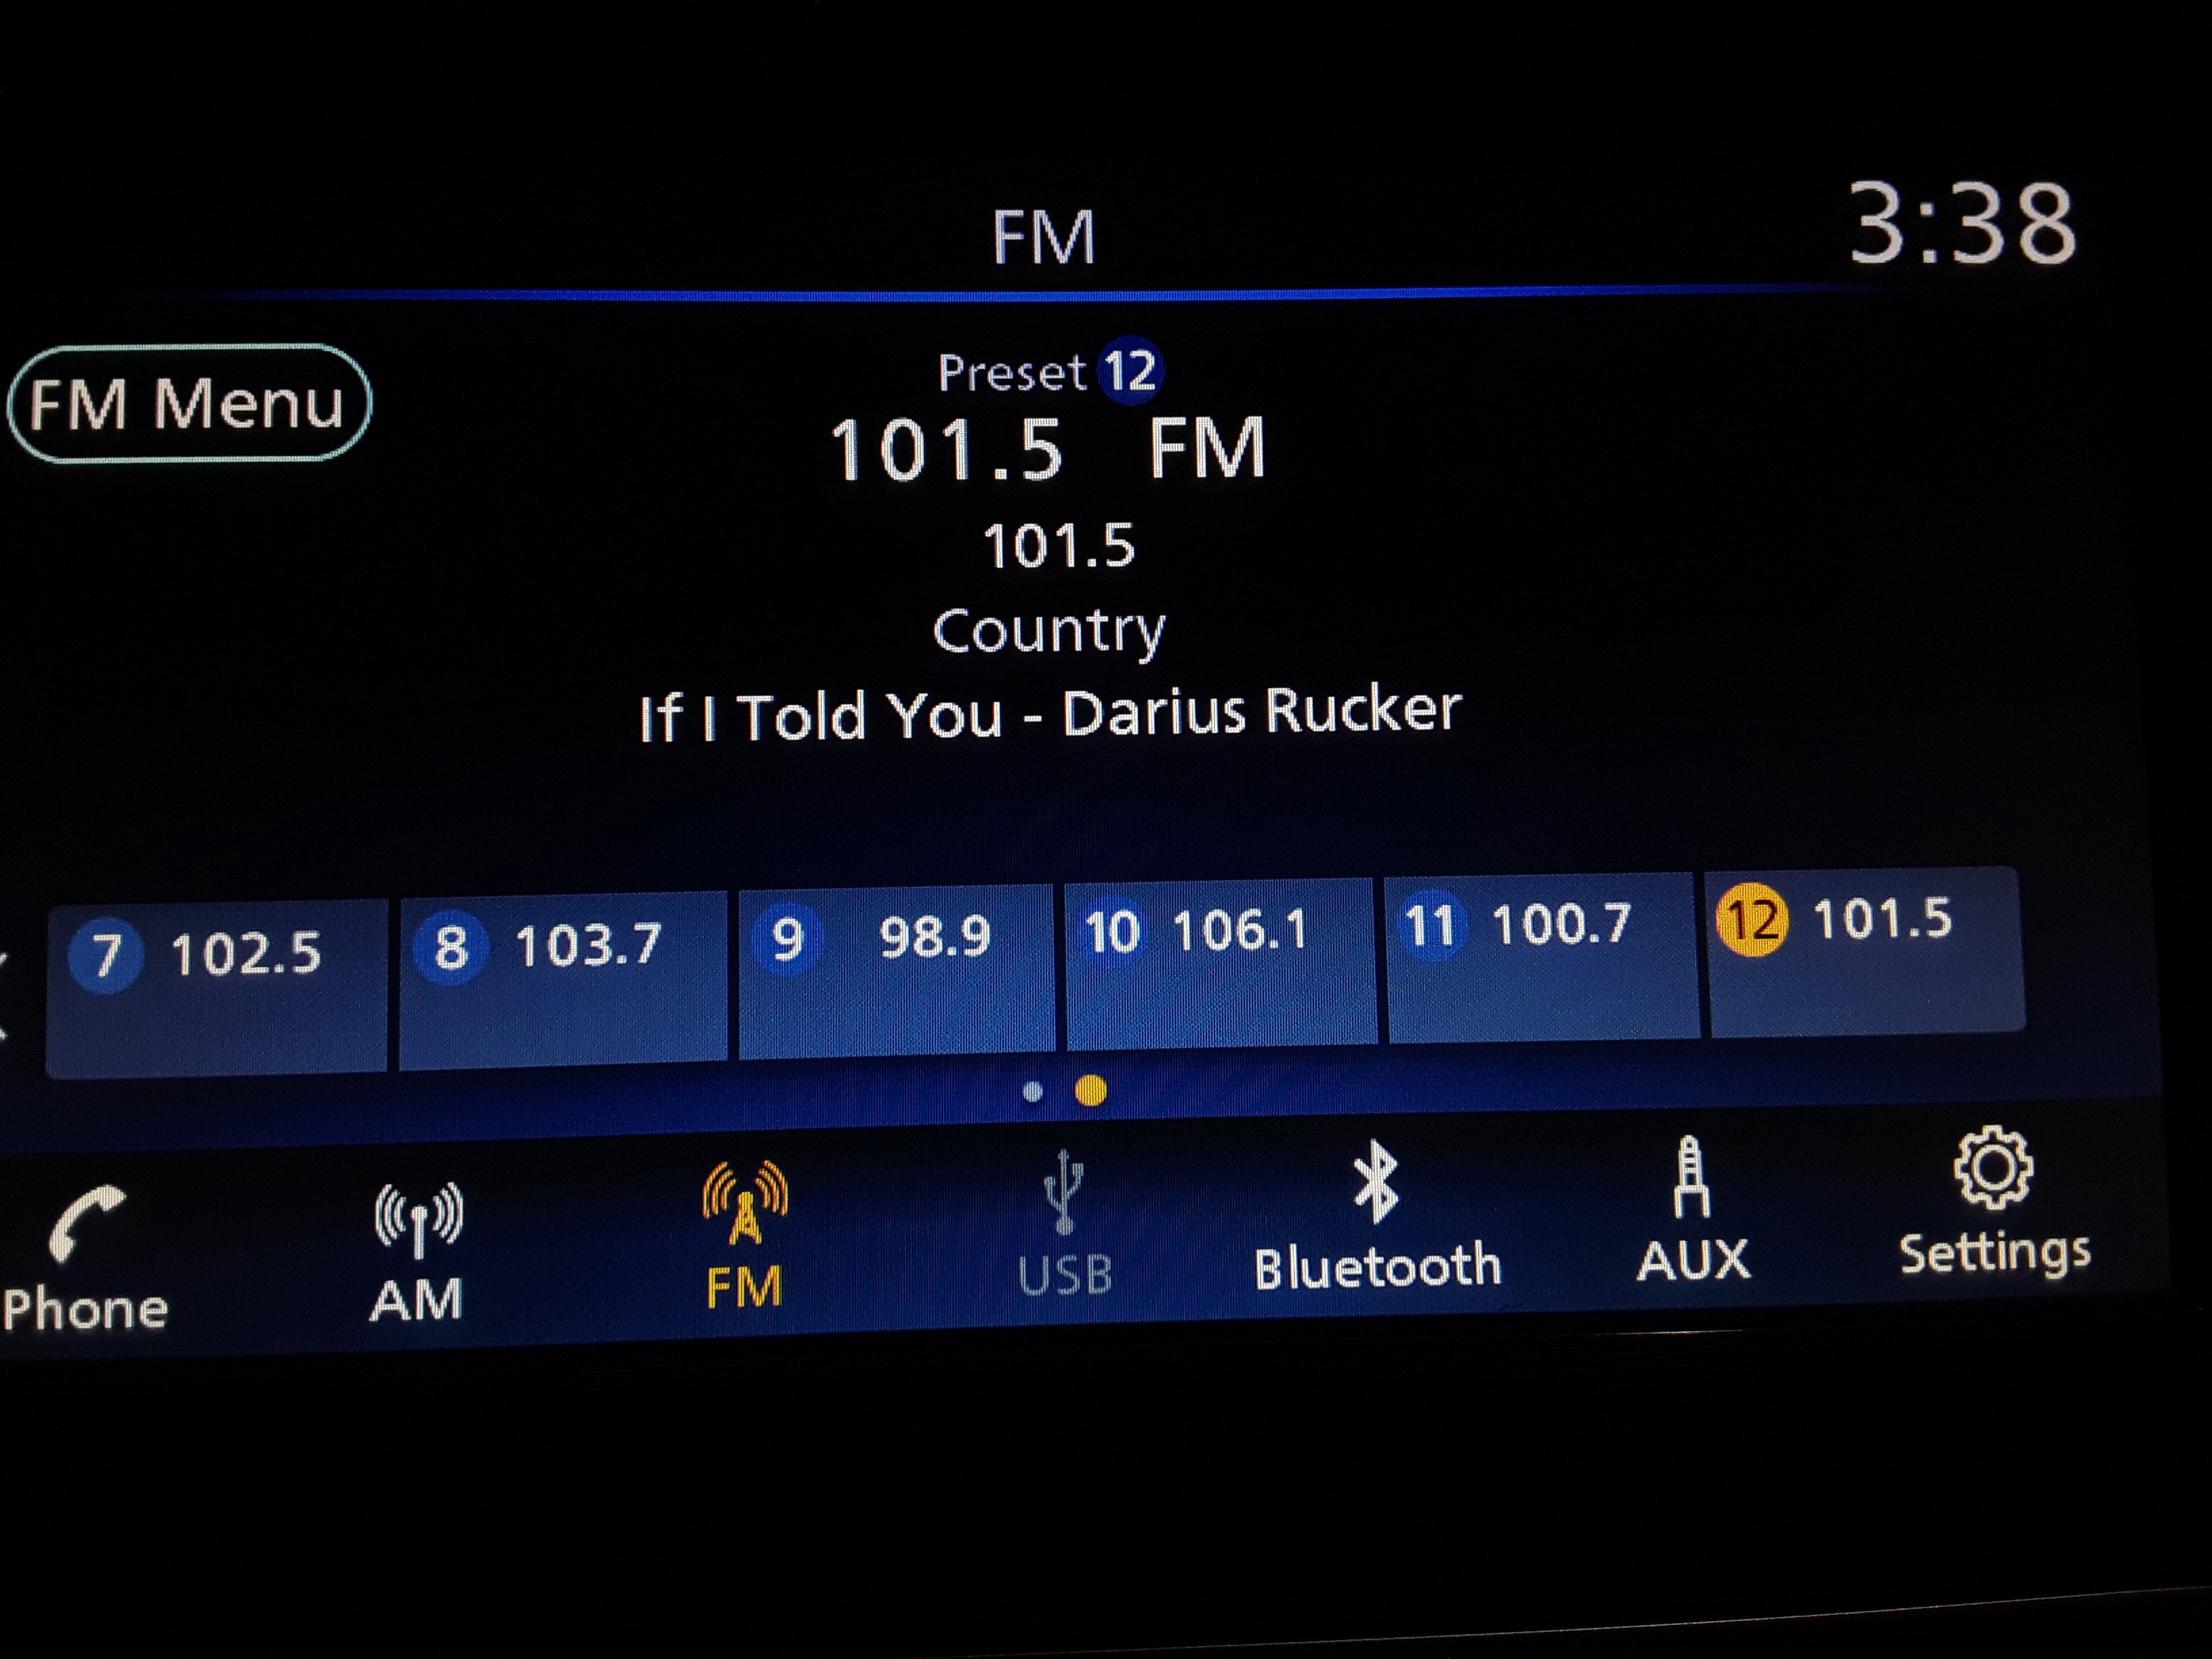 FM
3:38
FM Menu
Preset 12
101.5 FM
101.5
Country
If I Told You - Darius Rucker
7 102.5
8 103.7
9 98.9
10 106.1
11 100.7
12 101.5
Phone
AM
FM
USB
Bluetooth
AUX
Settings